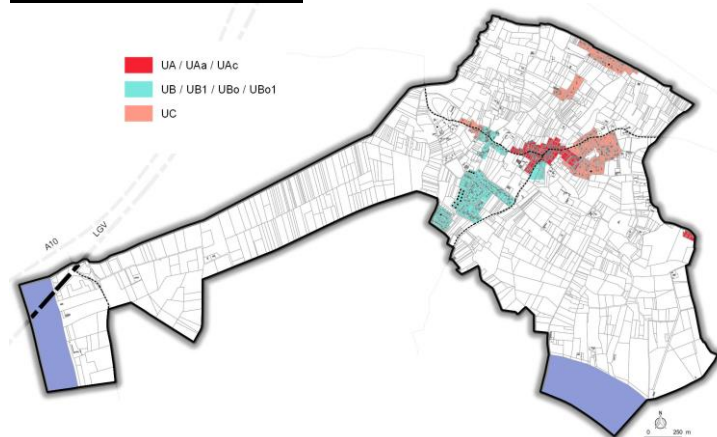 UA / UAa / UAc
UB / UB1 / UBo / UBo1
UC
A10
LGV
N
0 250 m